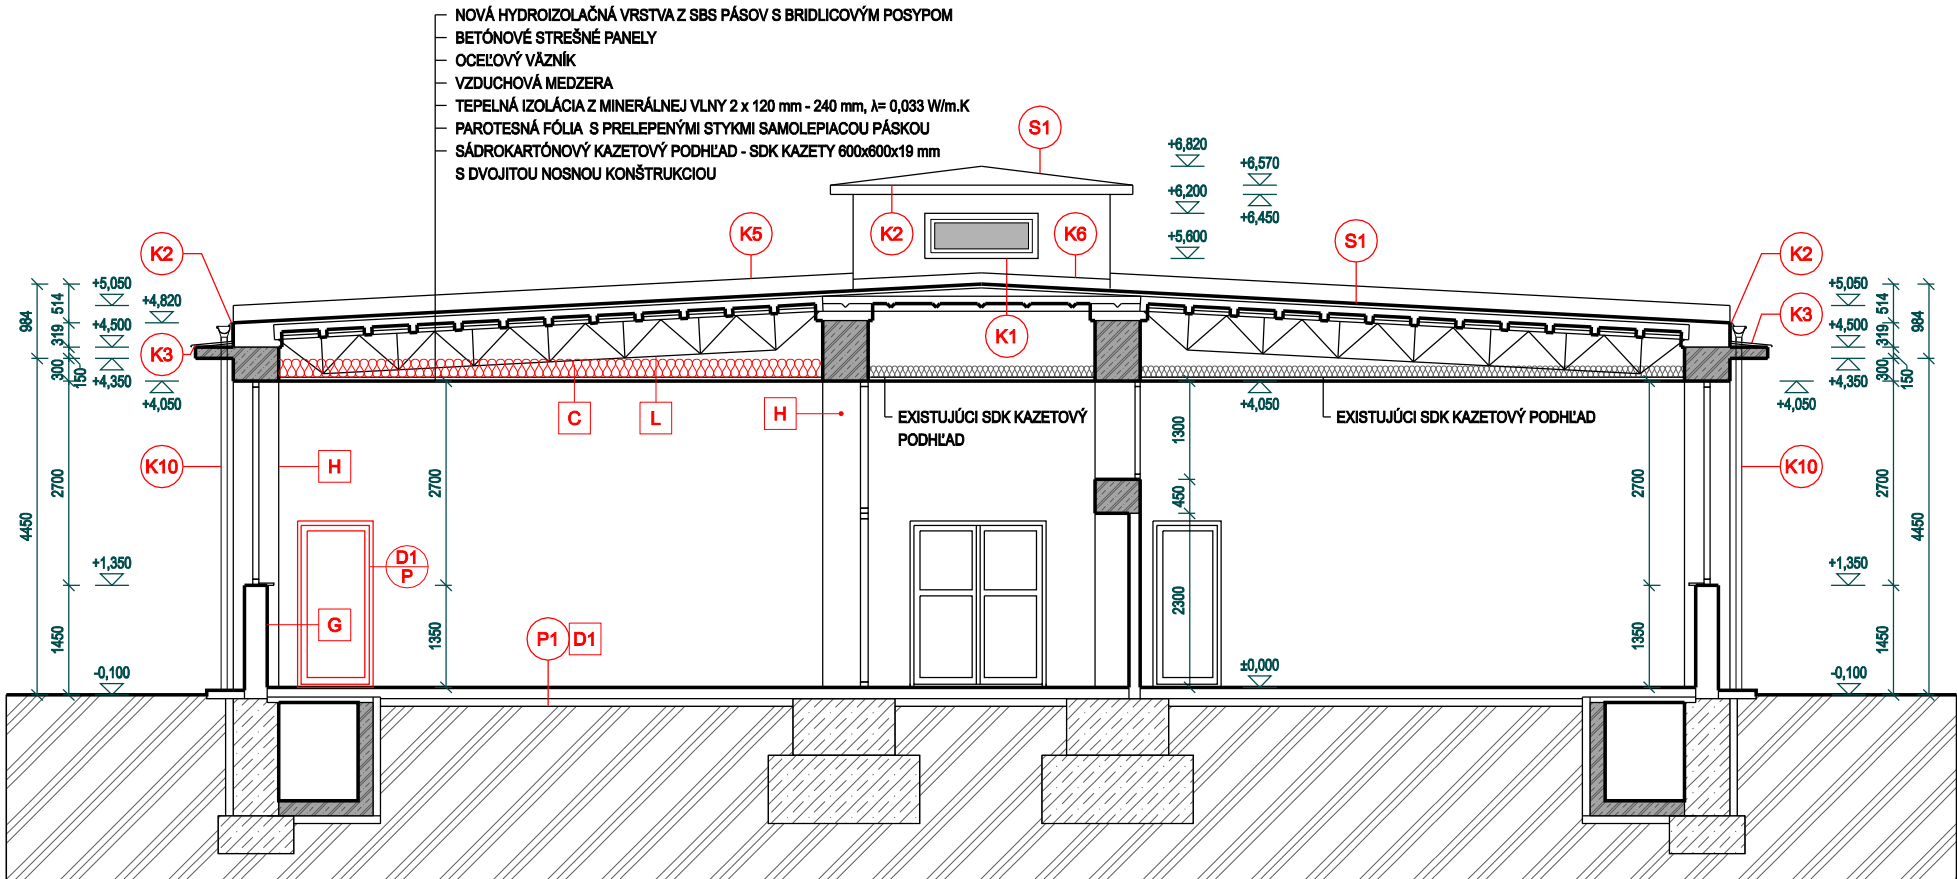 NOVÁ HYDROIZOLAČNÁ VRSTVA Z SBS PÁSOV S BRIDLICOVÝM POSYPOM
BETÓNOVÉ STREŠNÉ PANELY
OCEĽOVÝ VÄZNÍK
VZDUCHOVÁ MEDZERA
TEPELNÁ IZOLÁCIA Z MINERÁLNEJ VLNY 2 x 120 mm - 240 mm, λ= 0,033 W/m.K
PAROTESNÁ FÓLIA S PRELEPENÝMI STYKMI SAMOLEPIACOU PÁSKOU
SÁDROKARTÓNOVÝ KAZETOVÝ PODHĽAD - SDK KAZETY 600x600x19 mm
S DVOJITOU NOSNOU KONŠTRUKCIOU
S1
+6,820
+6,570
+6,200
+6,450
+5,600
K5
K2
K6
S1
K2
K2
+5,050
+4,820
+4,500
+4,350
+4,050
984
514
319
300
150
K3
K1
+5,050
+4,500
+4,350
+4,050
514
319
984
300
150
K3
C
L
H
EXISTUJÚCI SDK KAZETOVÝ
PODHĽAD
+4,050
EXISTUJÚCI SDK KAZETOVÝ PODHĽAD
K10
H
2700
2700
4450
1300
450
2700
2700
4450
K10
+1,350
D1
P
+1,350
G
1450
1350
P1
D1
2300
1350
1450
-0,100
±0,000
-0,100